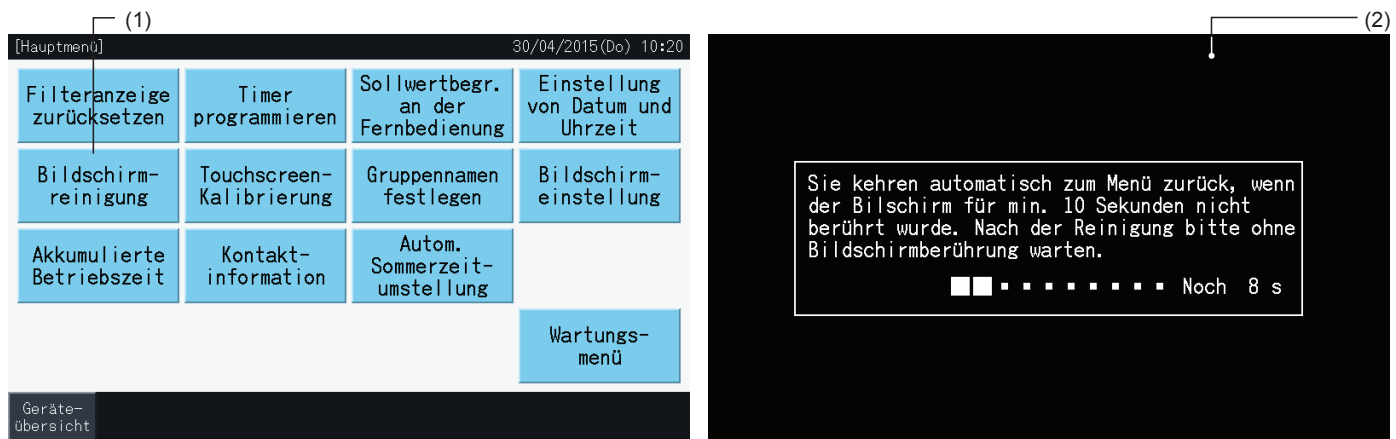 (1)
(2)
[Hauptmenü]
30/04/2015(Do) 10:20
Filteranzeige
zurücksetzen
Timer
programmieren
Sollwertbegr.
an der
Fernbedienung
Einstellung
von Datum und
Uhrzeit
Bildschirm-
reinigung
Touchscreen-
Kalibrierung
Gruppennamen
festlegen
Bildschirm-
einstellung
Akkumulierte
Betriebszeit
Kontakt-
information
Autom.
Sommerzeit-
umstellung
Wartungs-
menü
Geräte-
übersicht
Sie kehren automatisch zum Menü zurück, wenn
der Bilschirm für min. 10 Sekunden nicht
berührt wurde. Nach der Reinigung bitte ohne
Bildschirmberührung warten.
Noch 8 s